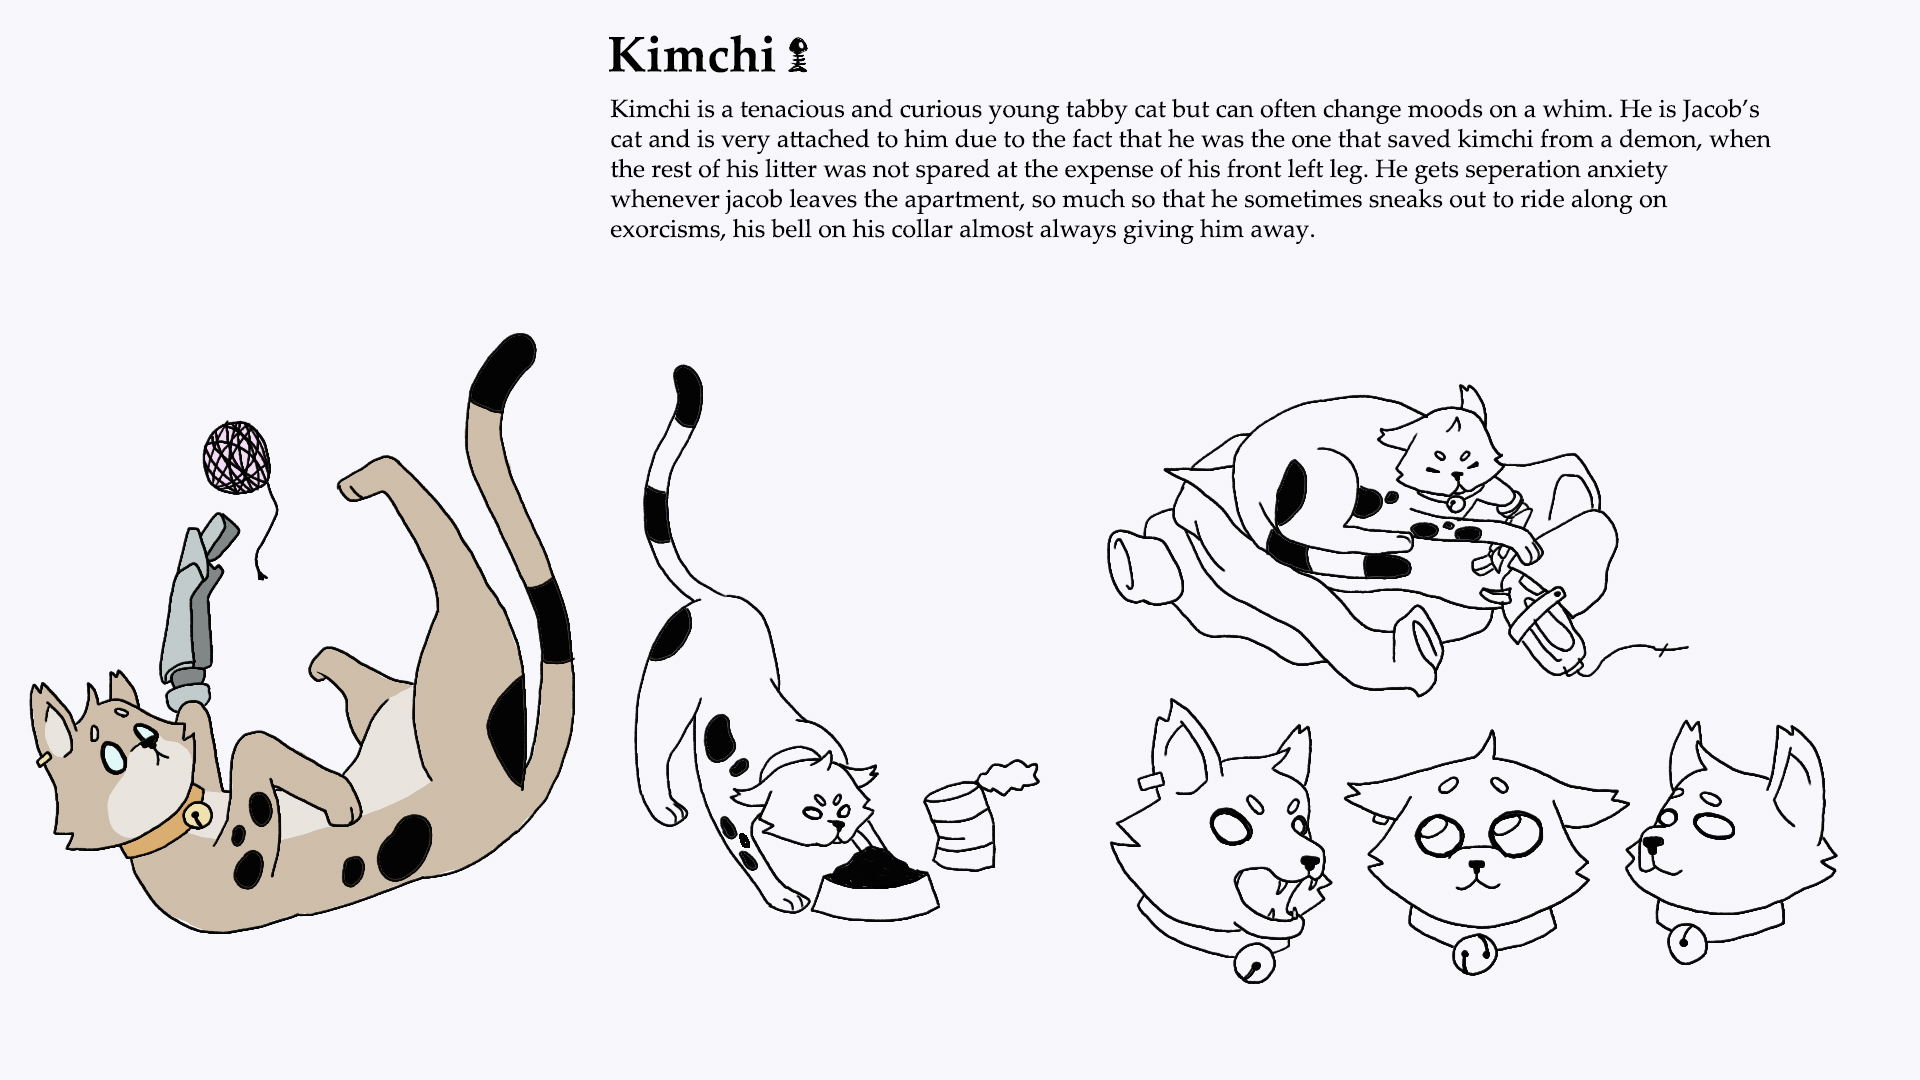 Kimchi
Kimchi is a tenacious and curious young tabby cat but can often change moods on a whim. He is Jacob’s
cat and is very attached to him due to the fact that he was the one that saved kimchi from a demon, when
the rest of his litter was not spared at the expense of his front left leg. He gets seperation anxiety
whenever jacob leaves the apartment, so much so that he sometimes sneaks out to ride along on
exorcisms, his bell on his collar almost always giving him away.